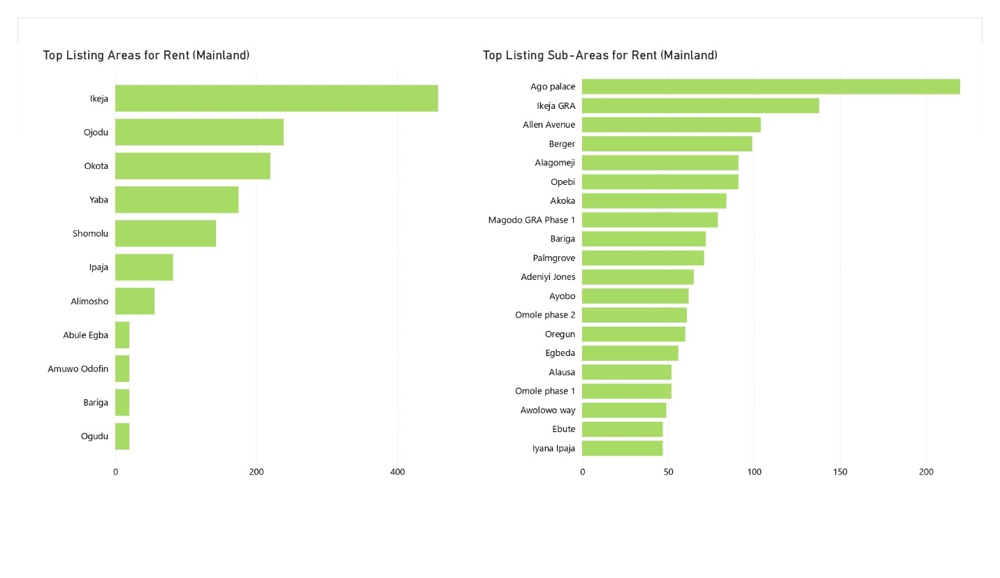 Top Listing Areas for Rent (Mainland)
Ikeja
Ojodu
Okota
Yaba
Shomolu
Ipaja
Alimosho
Abule Egba
Amuwo Odofin
Bariga
Ogudu
0 200 400
Top Listing Sub-Areas for Rent (Mainland)
Ago palace
Ikeja GRA
Allen Avenue
Berger
Alagomeji
Opebi
Akoka
Magodo GRA Phase 1
Bariga
Palmgrove
Adeniyi Jones
Ayobo
Omole phase 2
Oregun
Egbeda
Alausa
Omole phase 1
Awolowo way
Ebute
Iyana Ipaja
0 50 100 150 200